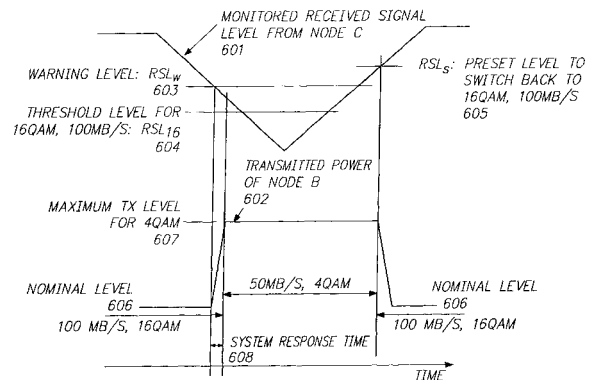 MONITORED RECEIVED SIGNAL
LEVEL FROM NODE C
601
WARNING LEVEL: RSLW
603
RSLS: PRESET LEVEL TO
SWITCH BACK TO
16QAM, 100MB/S
605
THRESHOLD LEVEL FOR
16QAM, 100MB/S: RSL16
604
TRANSMITTED POWER
OF NODE B
602
MAXIMUM TX LEVEL
FOR 4QAM
607
50MB/S, 4QAM
NOMINAL LEVEL
606
NOMINAL LEVEL
606
100 MB/S, 16QAM
100 MB/S, 16QAM
SYSTEM RESPONSE TIME
608
TIME